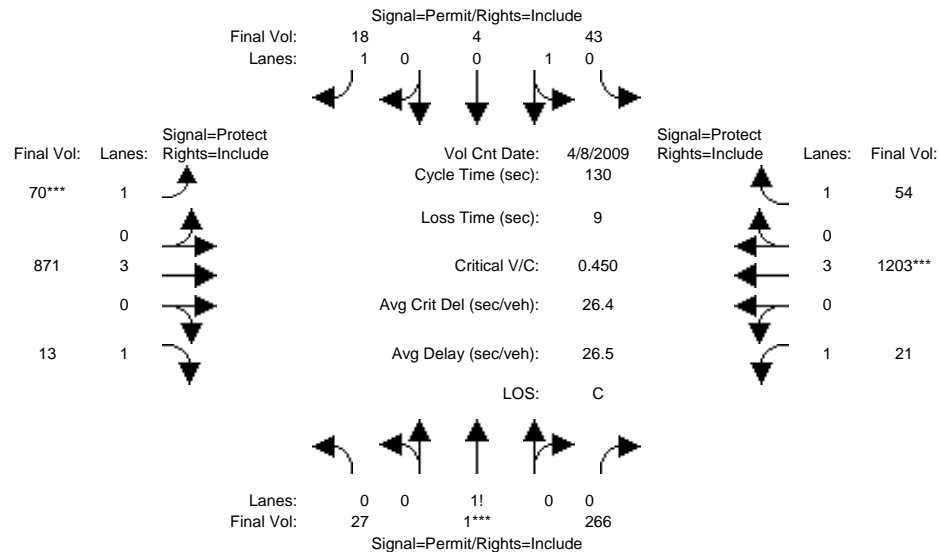 Signal=Permit/Rights=Include
Final Vol: 18 4 43
Lanes: 1 0 0 1 0
Signal=Protect
Final Vol: Lanes: Rights=Include
Vol Cnt Date: 4/8/2009
Signal=Protect
Rights=Include Lanes: Final Vol:
Cycle Time (sec): 130
70*** 1
1 54
Loss Time (sec): 9
0
0
871 3
Critical V/C: 0.450
3 1203***
0
Avg Crit Del (sec/veh): 26.4
0
13 1
Avg Delay (sec/veh): 26.5
1 21
LOS: C
Lanes: 0 0 1! 0 0
Final Vol: 27 1*** 266
Signal=Permit/Rights=Include